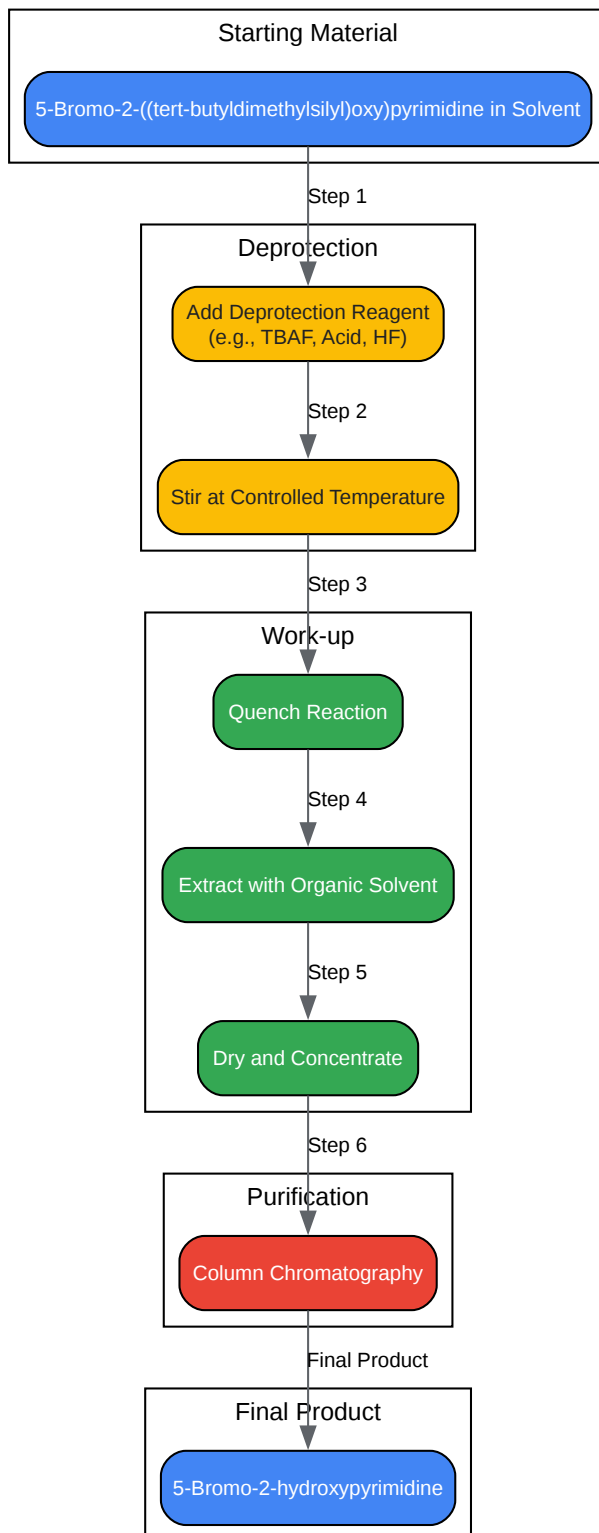 Starting Material
5-Bromo-2-((tert-butyldimethylsilyl)oxy)pyrimidine in Solvent
Step 1
Deprotection
Add Deprotection Reagent
(e.g., TBAF, Acid, HF)
Step 2
Stir at Controlled Temperature
Step 3
Work-up
Quench Reaction
Step 4
Extract with Organic Solvent
Step 5
Dry and Concentrate
Step 6
Purification
Column Chromatography
Final Product
Final Product
5-Bromo-2-hydroxypyrimidine